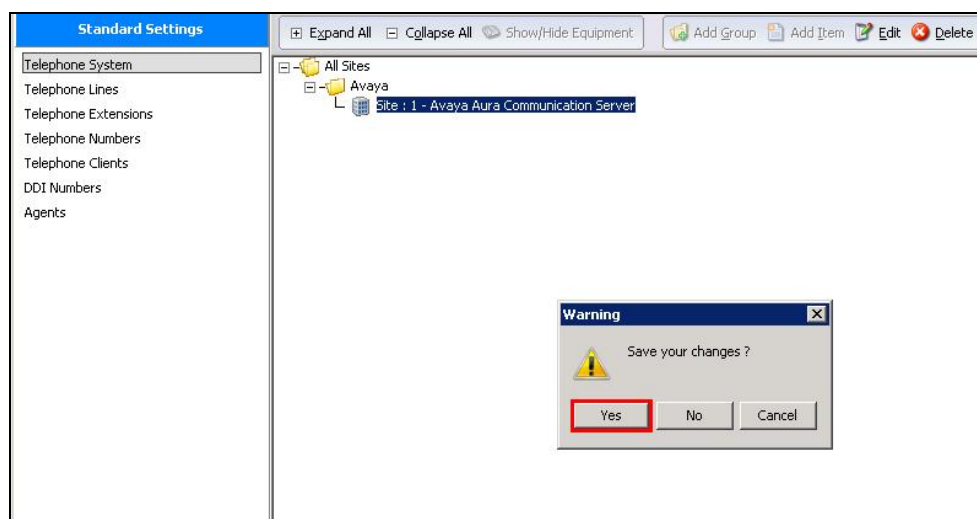 Standard Settings
Expand All Collapse All Show/Hide Equipment Add Group Add Item Edit Delete
Telephone System
Telephone Lines
Telephone Extensions
Telephone Numbers
Telephone Clients
DDI Numbers
Agents
All Sites
Avaya
Site : 1 - Avaya Aura Communication Server
Warning
Save your changes ?
Yes No Cancel